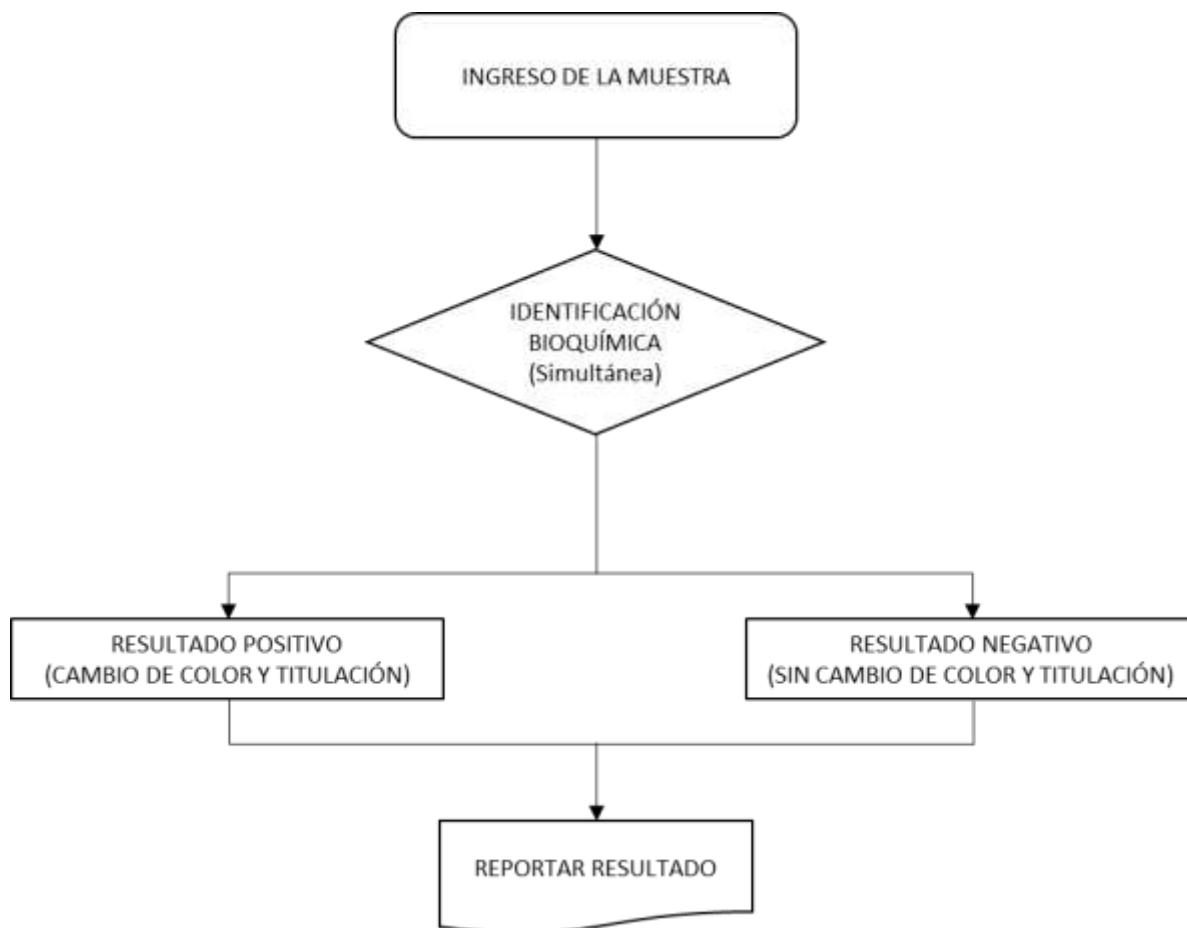 INGRESO DE LA MUESTRA
IDENTIFICACIÓN
BIOQUÍMICA
(Simultánea)
RESULTADO POSITIVO
(CAMBIO DE COLOR Y TITULACIÓN)
RESULTADO NEGATIVO
(SIN CAMBIO DE COLOR Y TITULACIÓN)
REPORTAR RESULTADO